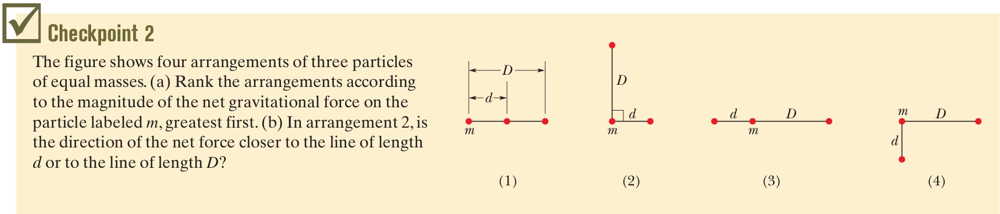 Checkpoint 2
The figure shows four arrangements of three particles
of equal masses. (a) Rank the arrangements according
to the magnitude of the net gravitational force on the
particle labeled m, greatest first. (b) In arrangement 2, is
the direction of the net force closer to the line of length
d or to the line of length D?
D
d
m
(1)
D
d
m
(2)
d D
m
(3)
m D
d
(4)